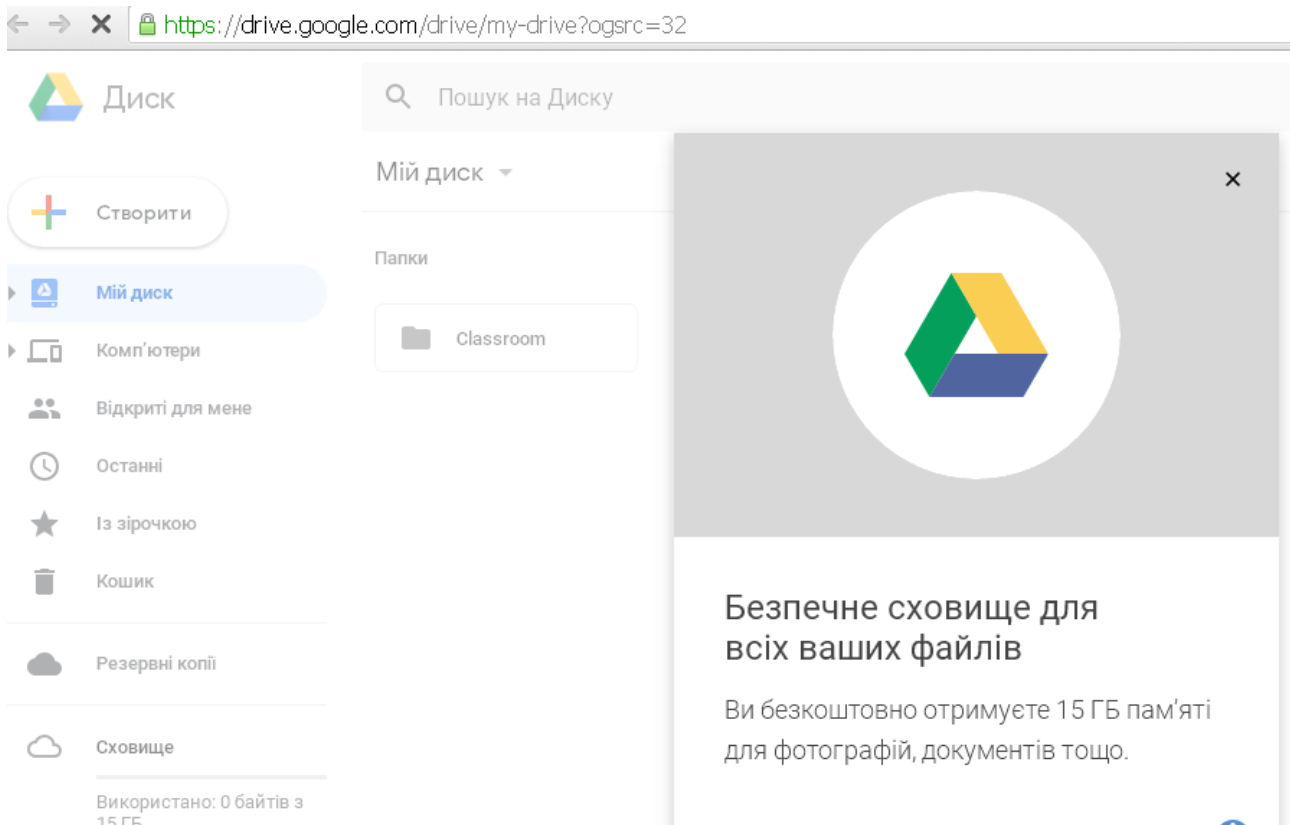 https://drive.google.com/drive/my-drive?ogsrc=32
Диск
Пошук на Диску
Мій диск
Створити
Папки
Мій диск
Classroom
Комп'ютери
Відкриті для мене
Останні
Із зірочкою
Кошик
Резервні копії
Сховище
Використано: 0 байтів з
15 ГБ
Безпечне сховище для
всіх ваших файлів
Ви безкоштовно отримуєте 15 ГБ пам'яті
для фотографій, документів тощо.